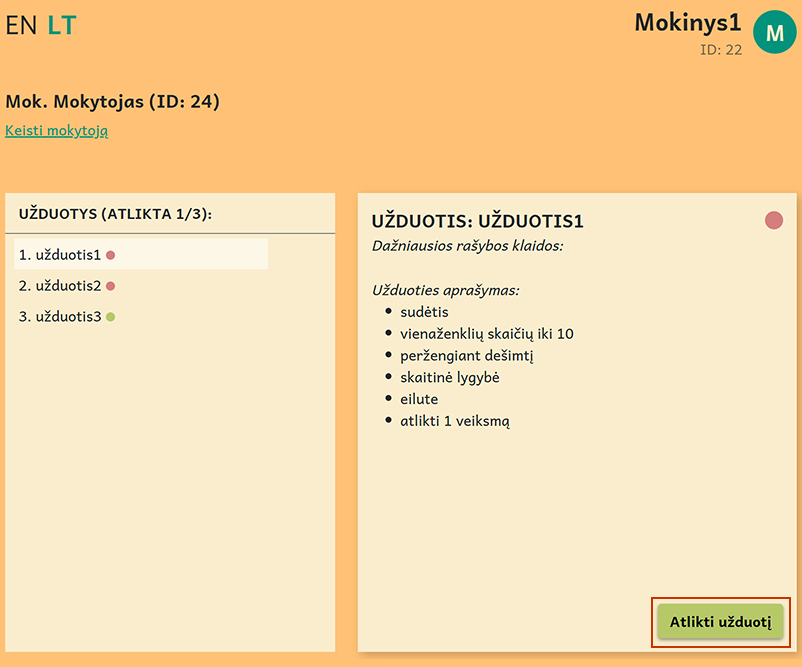 EN LT
Mokinys1
M
ID: 22
Mok. Mokytojas (ID: 24)
Keisti mokytoją
UŽDUOTYS (ATLIKTA 1/3):
1. užduotis1
2. užduotis2
3. užduotis3
UŽDUOTIS: UŽDUOTIS1
Dažniausios rašybos klaidos:
Užduoties aprašymas:
• sudėtis
• vienaženklių skaičių iki 10
• peržengiant dešimtį
• skaitinė lygybė
• eilute
• atlikti 1 veiksmą
Atlikti užduotį